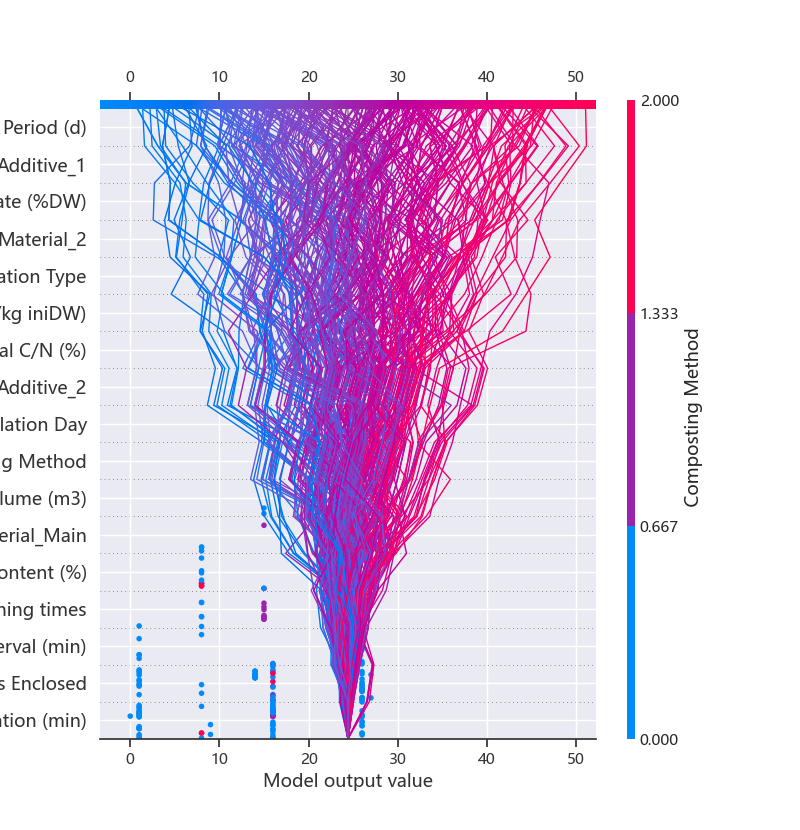 0 10 20 30 40 50
Period (d)
Additive_1
ate (%DW)
Material_2
ation Type
/kg iniDW)
al C/N (%)
Additive_2
lation Day
g Method
lume (m3)
erial_Main
ontent (%)
ning times
erval (min)
s Enclosed
ation (min)
0 10 20 30 40 50
Model output value
2.000
1.333
0.667
0.000
Composting Method